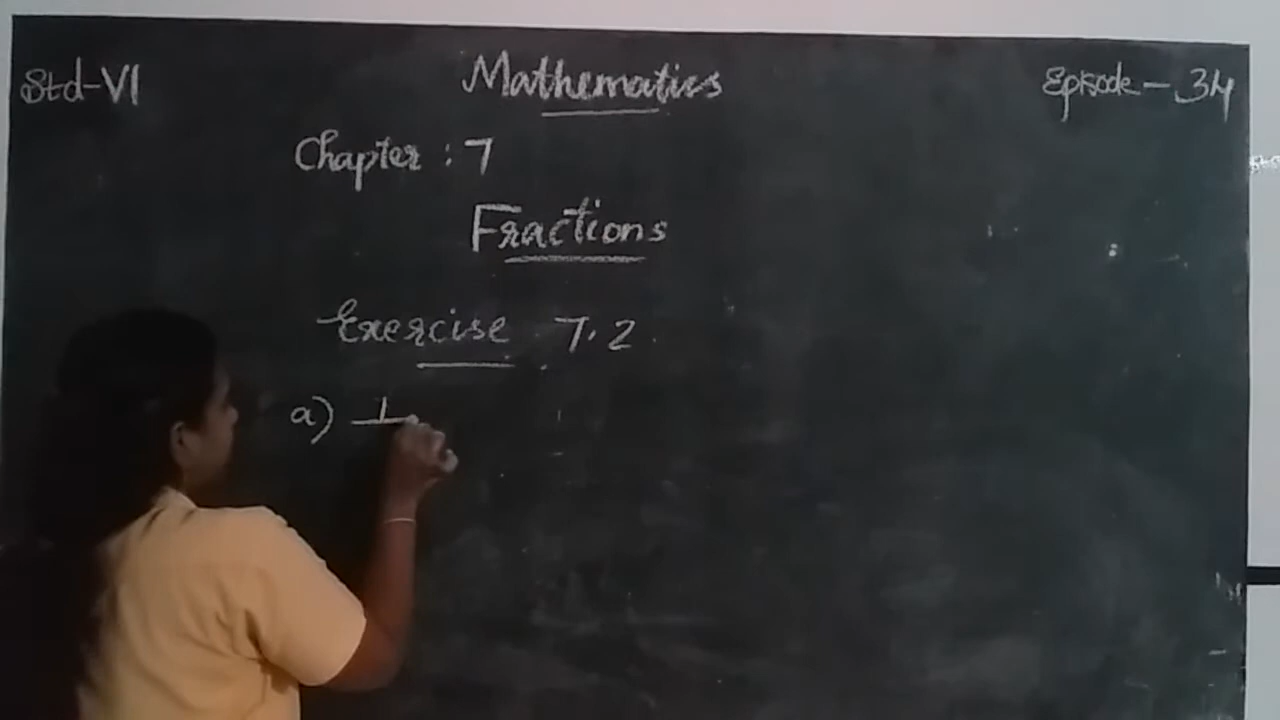 Std-VI Mathematics Episode - 34
Chapter : 7
Fractions
Exercise 7.2
a) 1